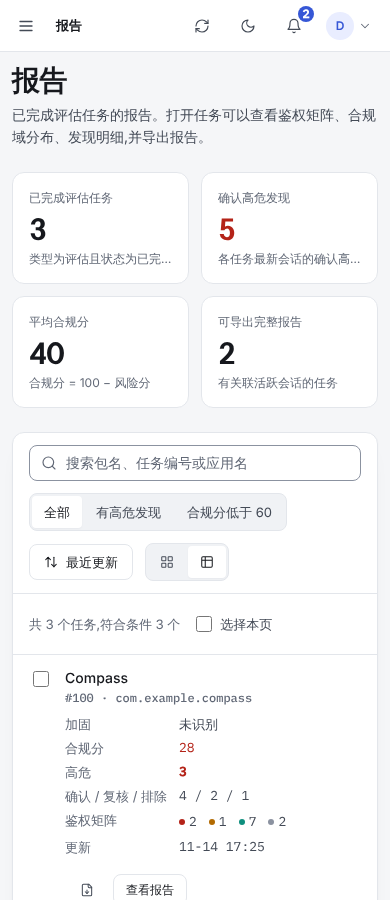 报告
2
D
报告
已完成评估任务的报告。打开任务可以查看鉴权矩阵、合规
域分布、发现明细,并导出报告。
已完成评估任务
3
类型为评估且状态为已完...
确认高危发现
5
各任务最新会话的确认高...
平均合规分
40
合规分 = 100 − 风险分
可导出完整报告
2
有关联活跃会话的任务
搜索包名、任务编号或应用名
全部 有高危发现 合规分低于 60
最近更新
共 3 个任务,符合条件 3 个 选择本页
Compass
#100 · com.example.compass
加固 未识别
合规分 28
高危 3
确认 / 复核 / 排除 4 / 2 / 1
鉴权矩阵 2 1 7 2
更新 11-14 17:25
查看报告